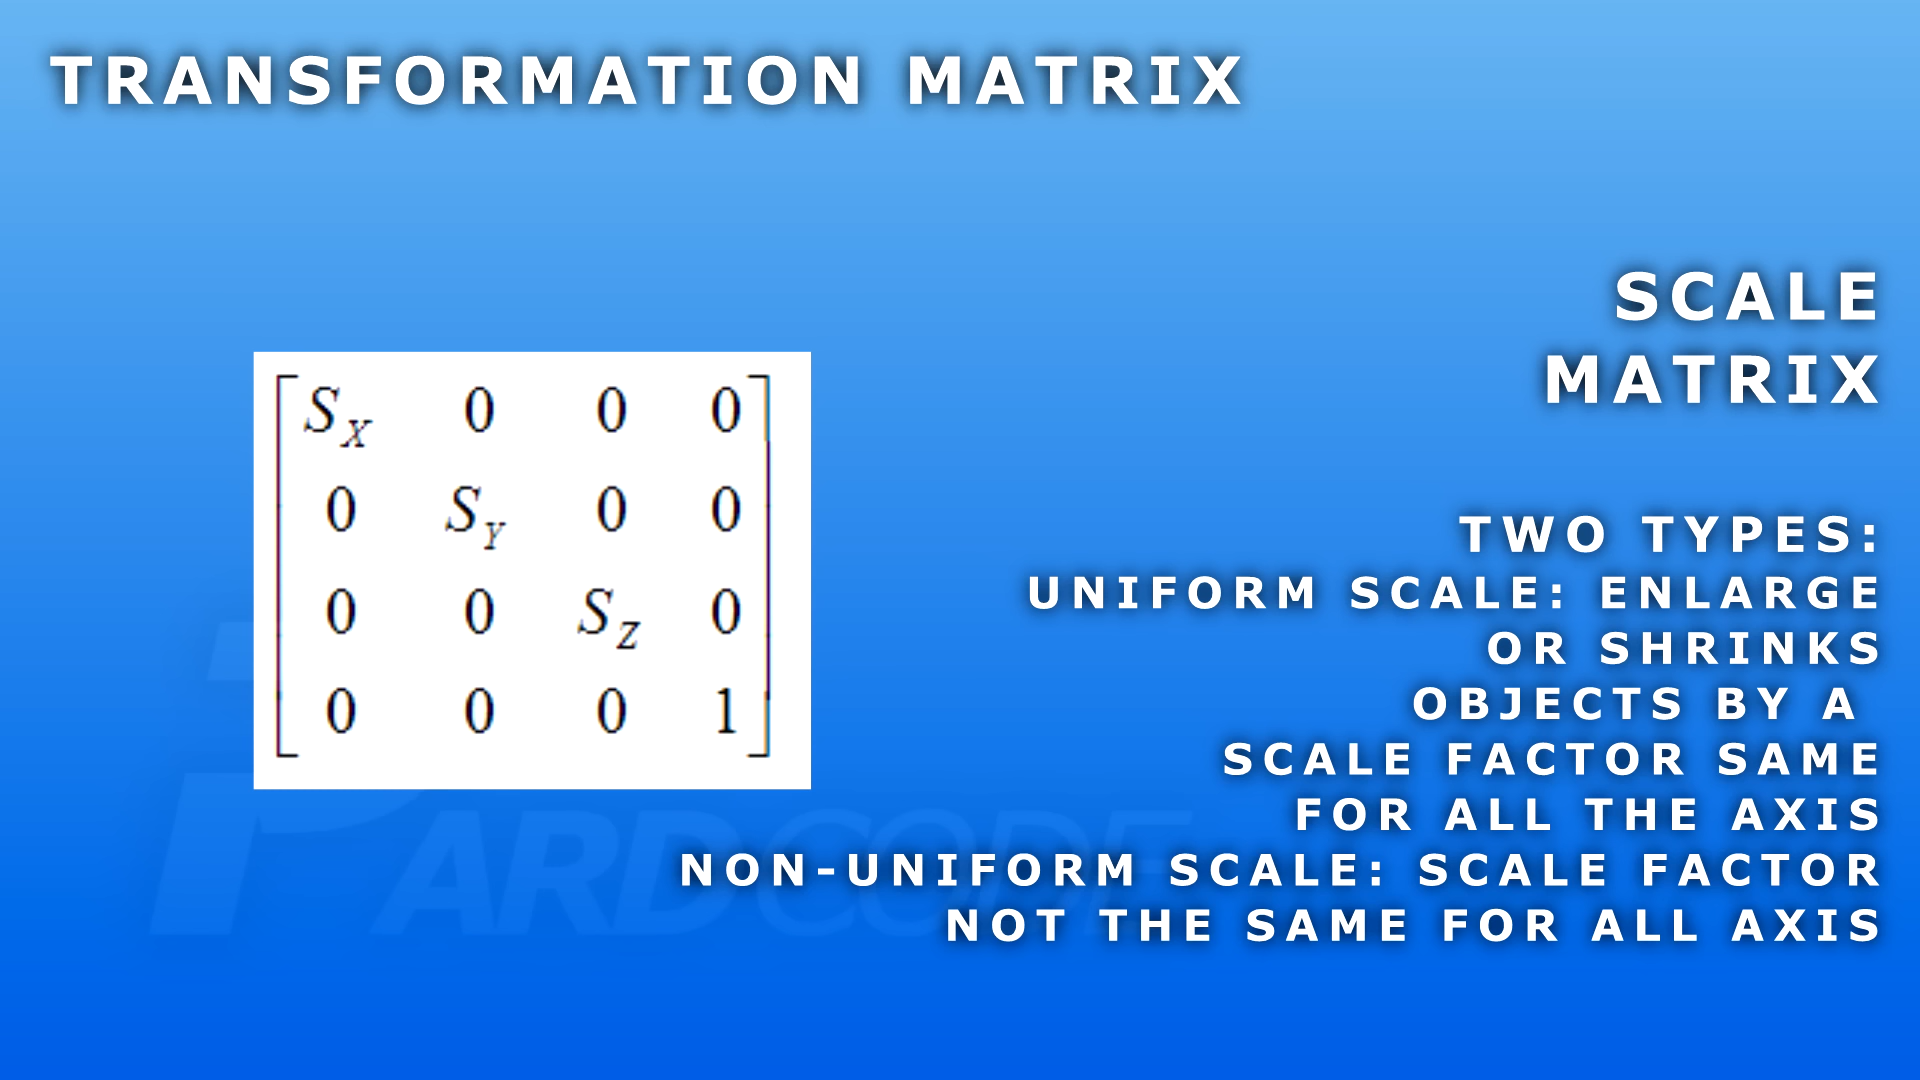 TRANSFORMATION MATRIX
SCALE
MATRIX
S_X 0 0 0
0 S_Y 0 0
0 0 S_Z 0
0 0 0 1
TWO TYPES:
UNIFORM SCALE: ENLARGE
OR SHRINKS
OBJECTS BY A
SCALE FACTOR SAME
FOR ALL THE AXIS
NON-UNIFORM SCALE: SCALE FACTOR
NOT THE SAME FOR ALL AXIS
PARDCODE